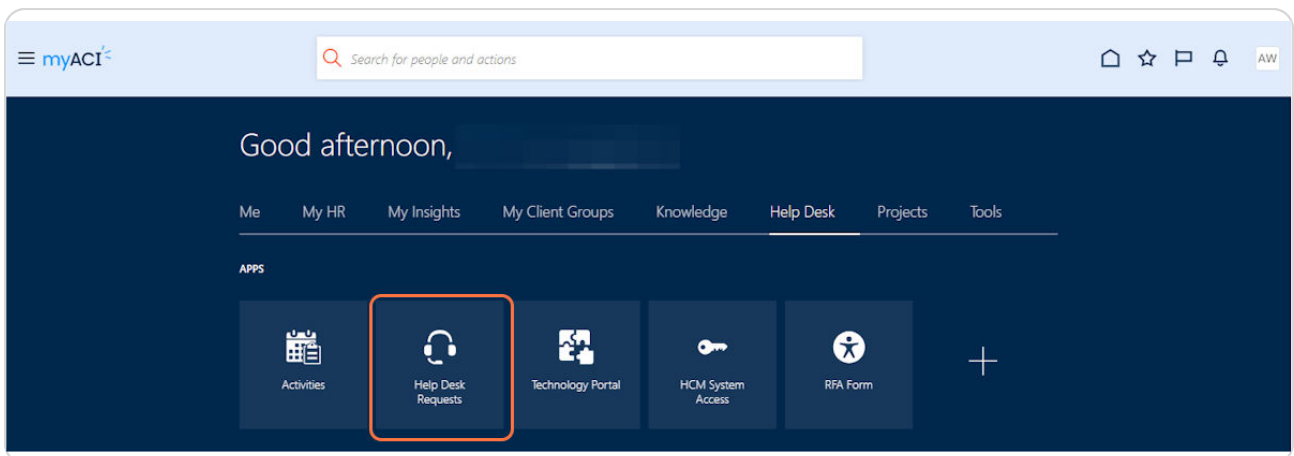 myACI
Search for people and actions
AW
Good afternoon,
Me My HR My Insights My Client Groups Knowledge Help Desk Projects Tools
APPS
Activities
Help Desk
Requests
Technology Portal
HCM System
Access
RFA Form